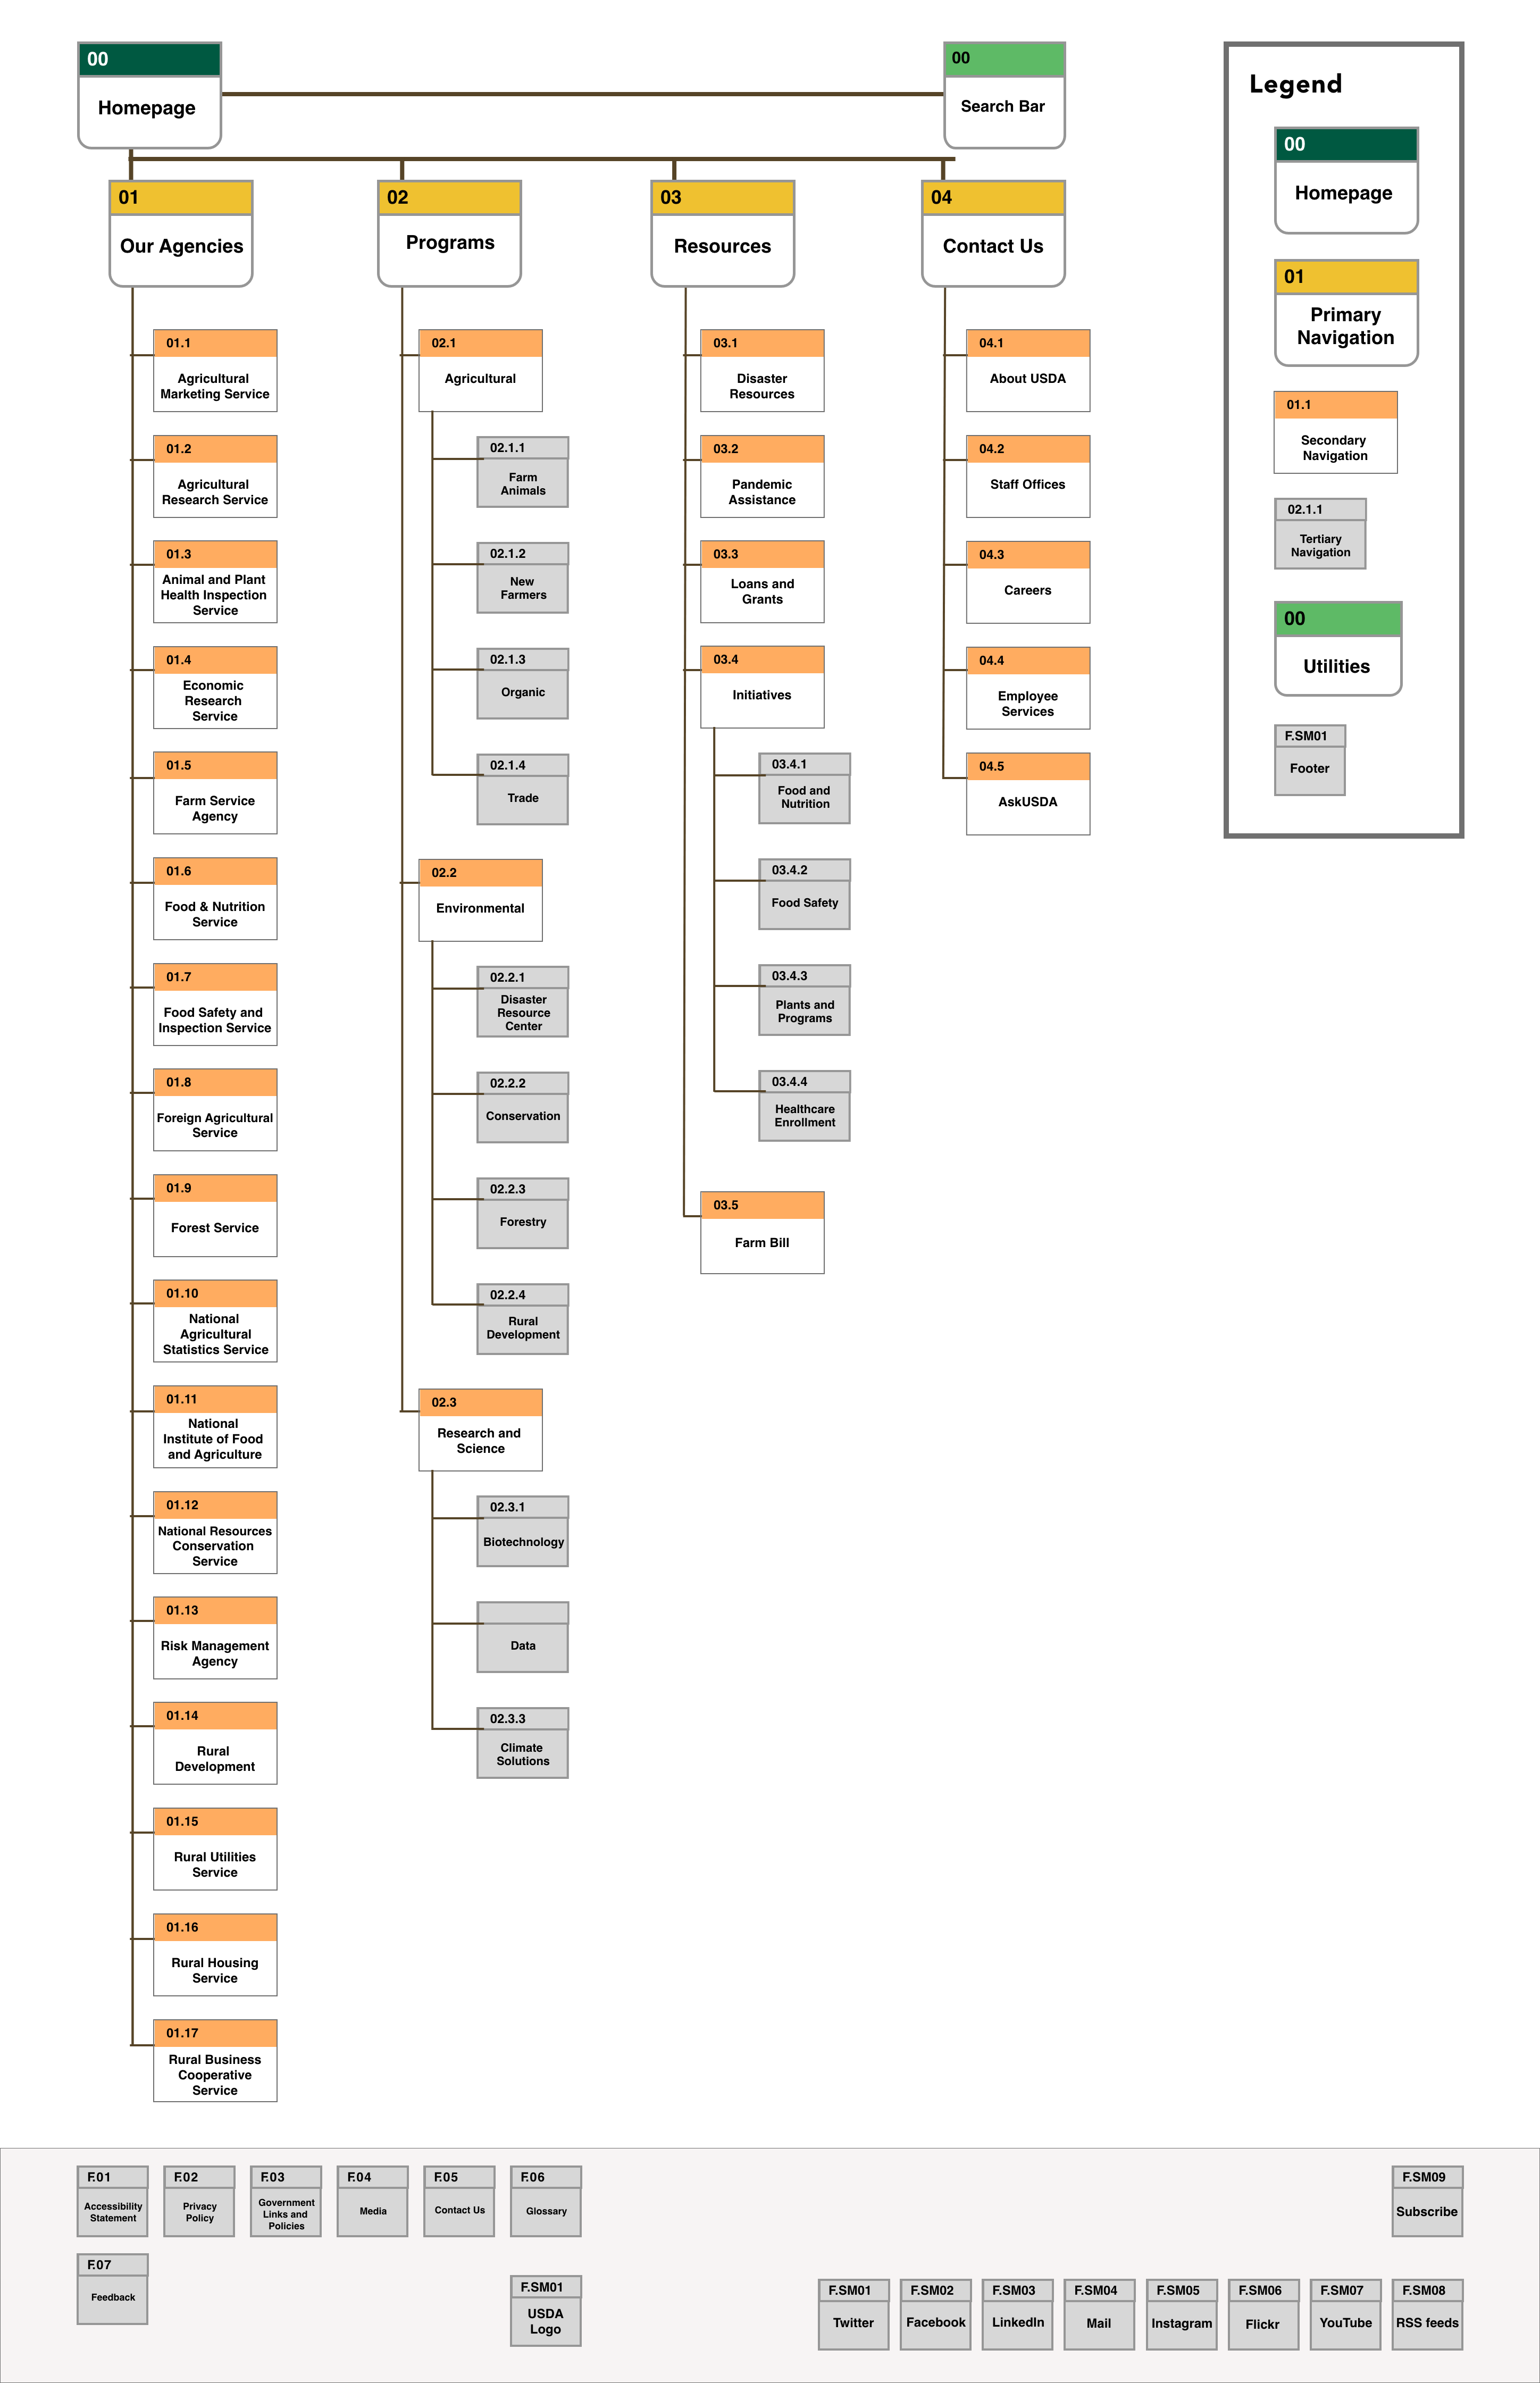 00
Homepage
00
Search Bar
Legend
00
Homepage
01
Primary
Navigation
01.1
Secondary
Navigation
02.1.1
Tertiary
Navigation
00
Utilities
F.SM01
Footer
01
Our Agencies
01.1
Agricultural
Marketing Service
01.2
Agricultural
Research Service
01.3
Animal and Plant
Health Inspection
Service
01.4
Economic
Research
Service
01.5
Farm Service
Agency
01.6
Food & Nutrition
Service
01.7
Food Safety and
Inspection Service
01.8
Foreign Agricultural
Service
01.9
Forest Service
01.10
National
Agricultural
Statistics Service
01.11
National
Institute of Food
and Agriculture
01.12
National Resources
Conservation
Service
01.13
Risk Management
Agency
01.14
Rural
Development
01.15
Rural Utilities
Service
01.16
Rural Housing
Service
01.17
Rural Business
Cooperative
Service
02
Programs
02.1
Agricultural
02.1.1
Farm
Animals
02.1.2
New
Farmers
02.1.3
Organic
02.1.4
Trade
02.2
Environmental
02.2.1
Disaster
Resource
Center
02.2.2
Conservation
02.2.3
Forestry
02.2.4
Rural
Development
02.3
Research and
Science
02.3.1
Biotechnology
Data
02.3.3
Climate
Solutions
03
Resources
03.1
Disaster
Resources
03.2
Pandemic
Assistance
03.3
Loans and
Grants
03.4
Initiatives
03.4.1
Food and
Nutrition
03.4.2
Food Safety
03.4.3
Plants and
Programs
03.4.4
Healthcare
Enrollment
03.5
Farm Bill
04
Contact Us
04.1
About USDA
04.2
Staff Offices
04.3
Careers
04.4
Employee
Services
04.5
AskUSDA
F.01
Accessibility
Statement
F.02
Privacy
Policy
F.03
Government
Links and
Policies
F.04
Media
F.05
Contact Us
F.06
Glossary
F.07
Feedback
F.SM01
USDA
Logo
F.SM09
Subscribe
F.SM01
Twitter
F.SM02
Facebook
F.SM03
LinkedIn
F.SM04
Mail
F.SM05
Instagram
F.SM06
Flickr
F.SM07
YouTube
F.SM08
RSS feeds